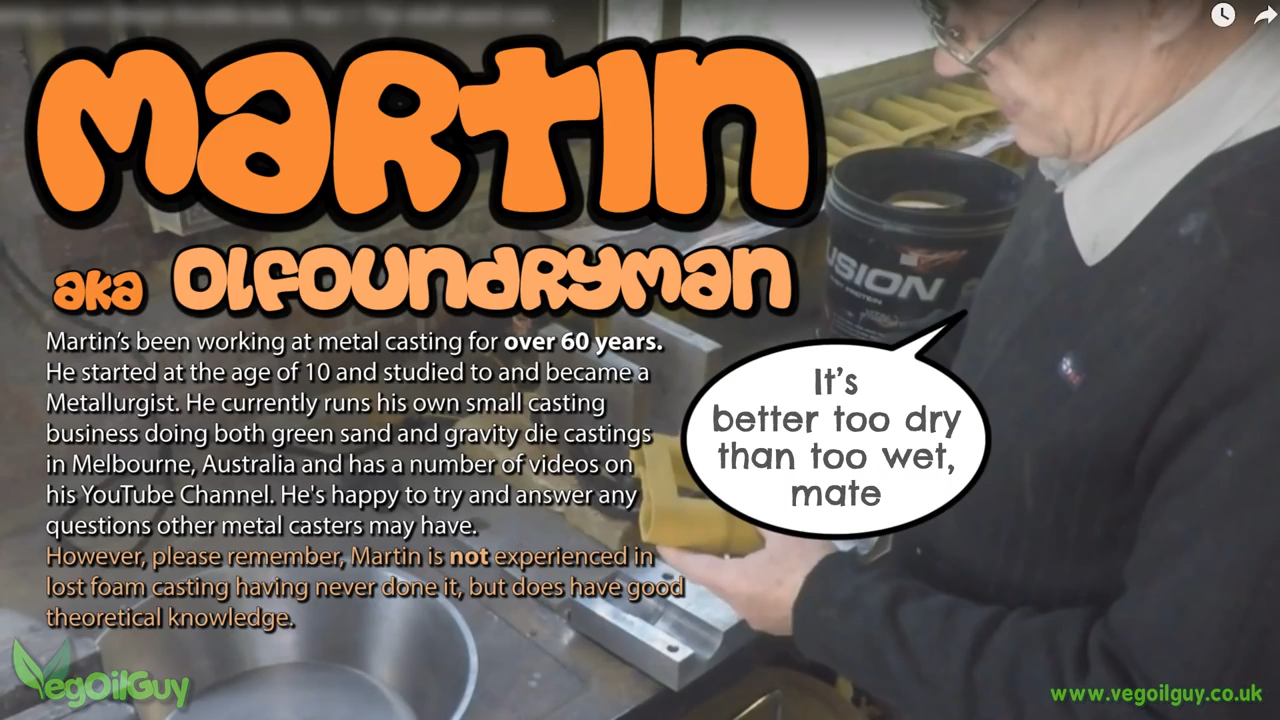 MARTIN
aka OLFOUNDRYMAN
Martin's been working at metal casting for over 60 years.
He started at the age of 10 and studied to and became a
Metallurgist. He currently runs his own small casting
business doing both green sand and gravity die castings
in Melbourne, Australia and has a number of videos on
his YouTube Channel. He's happy to try and answer any
questions other metal casters may have.
However, please remember, Martin is not experienced in
lost foam casting having never done it, but does have good
theoretical knowledge.
USION
PROTEIN
It's
better too dry
than too wet,
mate
VegOilGuy
www.vegoilguy.co.uk